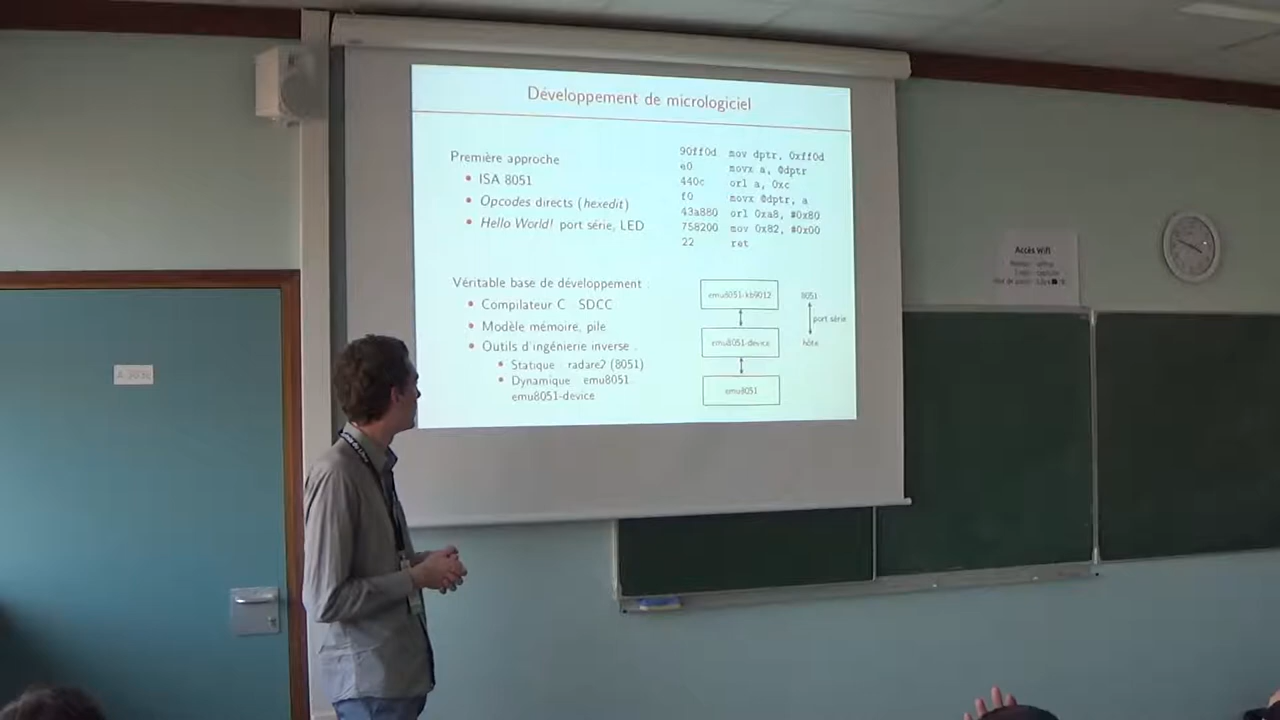 Développement de micrologiciel
Première approche
• ISA 8051
• Opcodes directs (hexedit)
• Hello World! port série, LED
90ff0d mov dptr, 0xff0d
e0 movx a, @dptr
440c orl a, 0xc
f0 movx @dptr, a
43a880 orl 0xa8, #0x80
758200 mov 0x82, #0x00
22 ret
Véritable base de développement :
• Compilateur C SDCC
• Modèle mémoire, pile
• Outils d'ingénierie inverse :
• Statique radare2 (8051)
• Dynamique emu8051
emu8051-device
emu8051-kb9012
emu8051-device
emu8051
8051
port série
hôte
Accès Wifi